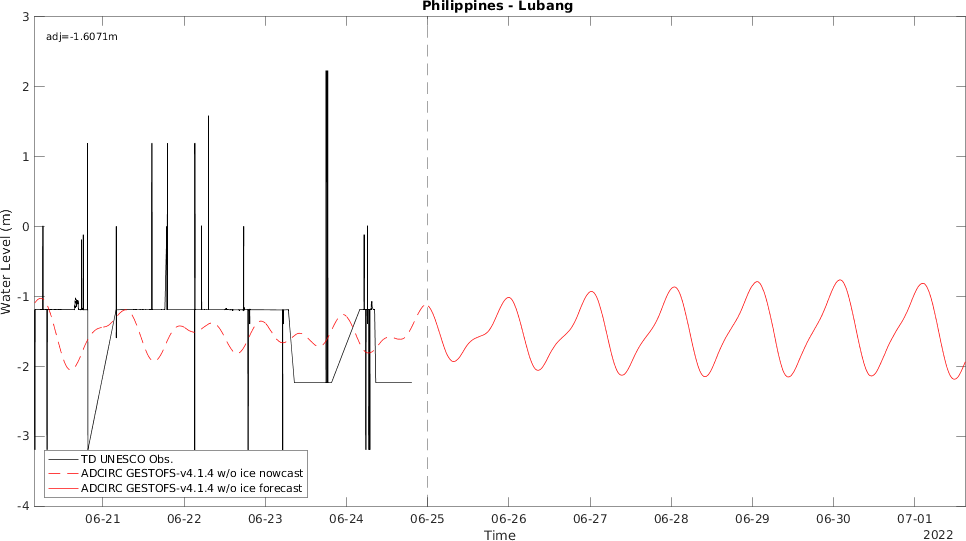 Philippines - Lubang
adj=-1.6071m
3
2
1
0
-1
-2
-3
-4
Water Level (m)
TD UNESCO Obs.
ADCIRC GESTOFS-v4.1.4 w/o ice nowcast
ADCIRC GESTOFS-v4.1.4 w/o ice forecast
06-21 06-22 06-23 06-24 06-25 06-26 06-27 06-28 06-29 06-30 07-01
Time
2022